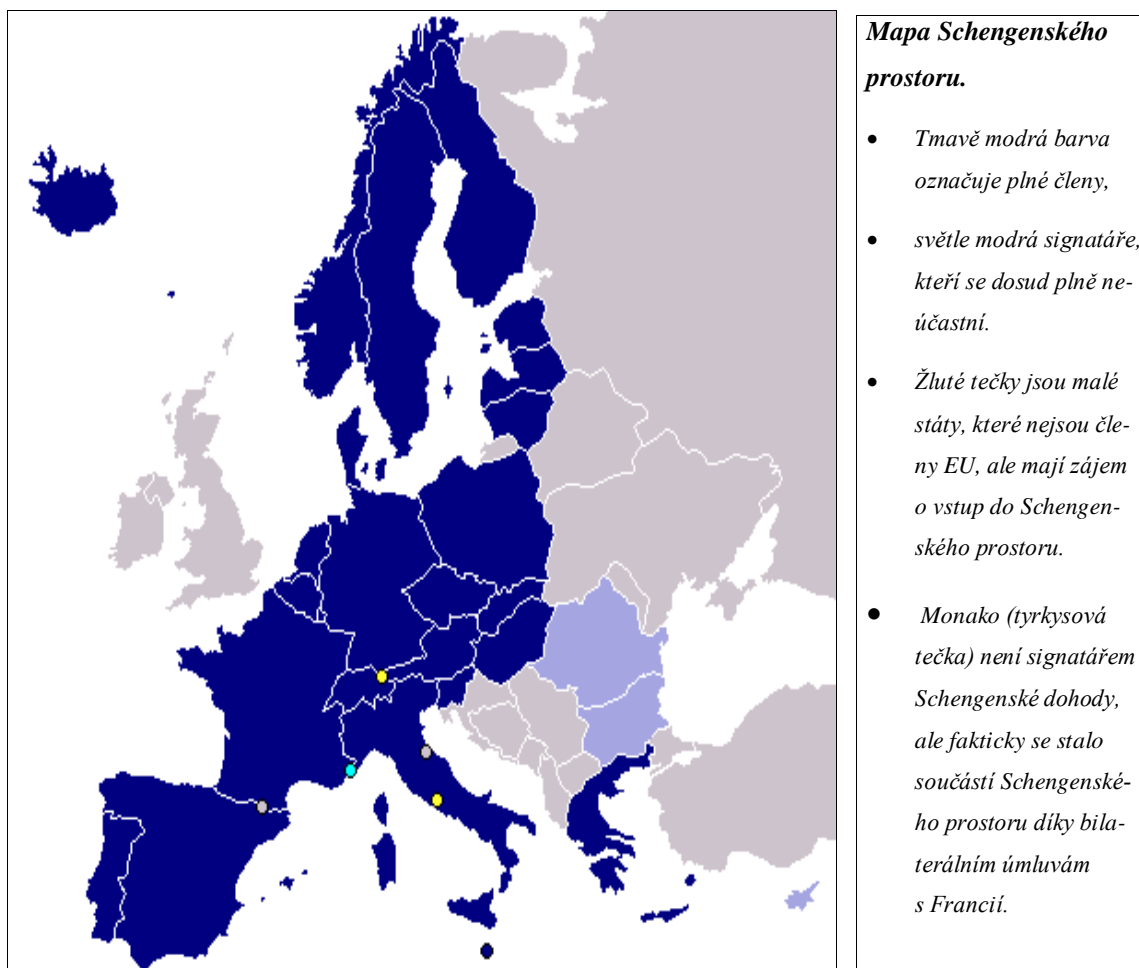 Mapa Schengenského
prostoru.
• Tmavě modrá barva
označuje plné členy,
• světle modrá signatáře,
kteří se dosud plně ne-
účastní.
• Žluté tečky jsou malé
státy, které nejsou čle-
ny EU, ale mají zájem
o vstup do Schengen-
ského prostoru.
• Monako (tyrkysová
tečka) není signatářem
Schengenské dohody,
ale fakticky se stalo
součástí Schengenské-
ho prostoru díky bila-
terálním úmluvám
s Francií.